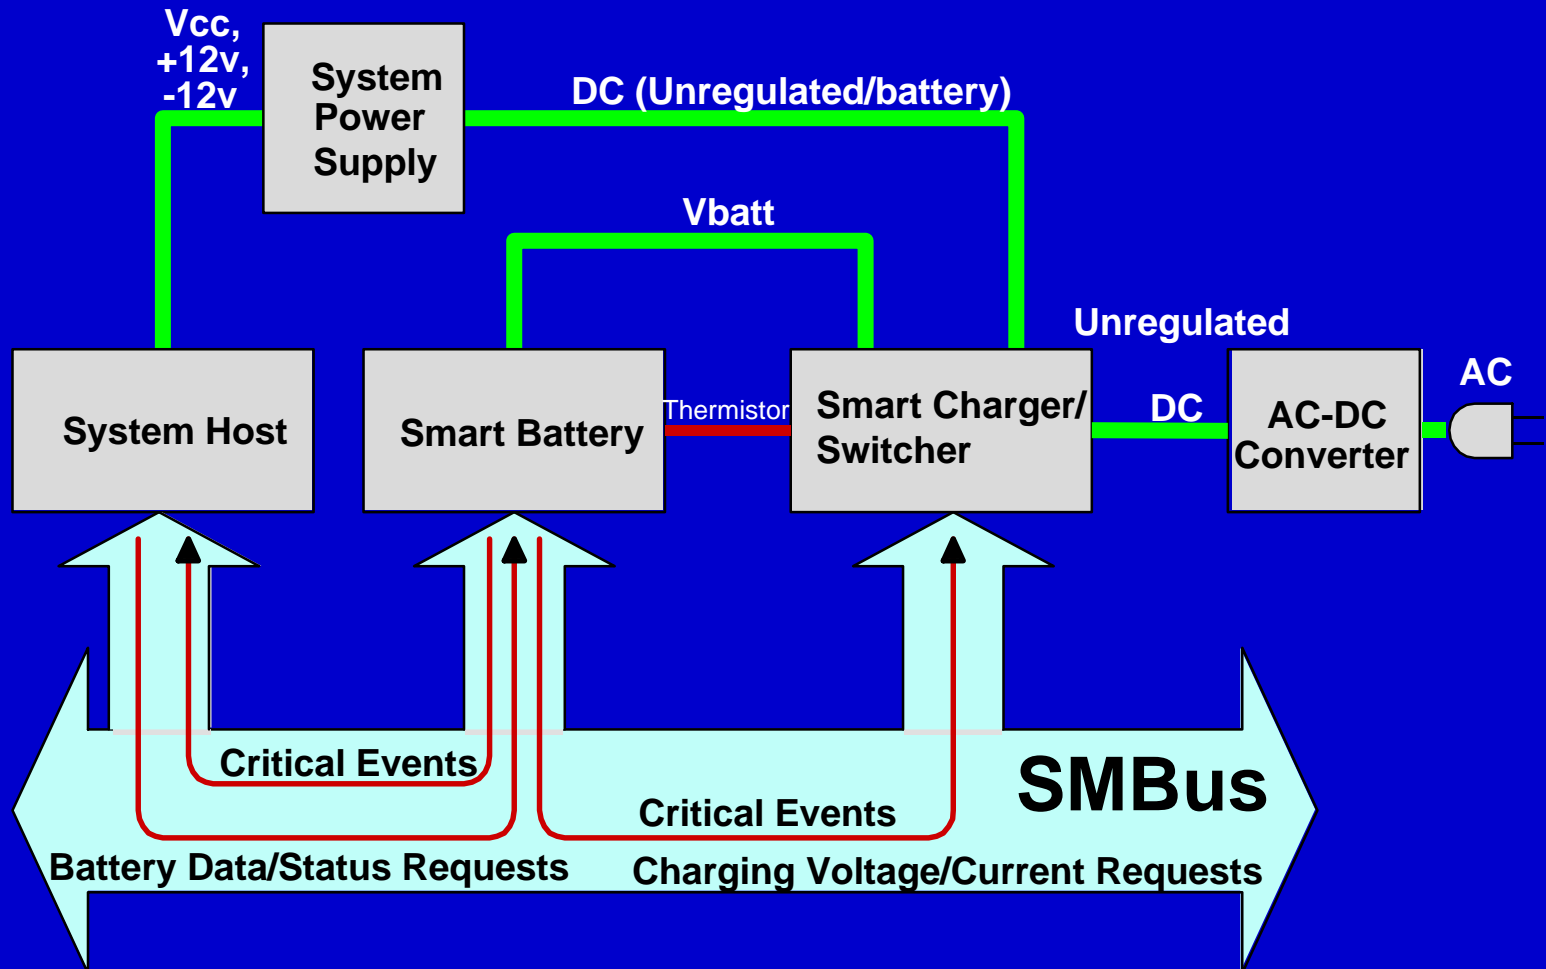 Vcc,
+12v,
-12v
System
Power
Supply
DC (Unregulated/battery)
Vbatt
Unregulated
System Host
Smart Battery
Thermistor
Smart Charger/
Switcher
DC
AC-DC
Converter
AC
Critical Events
Critical Events
SMBus
Battery Data/Status Requests
Charging Voltage/Current Requests